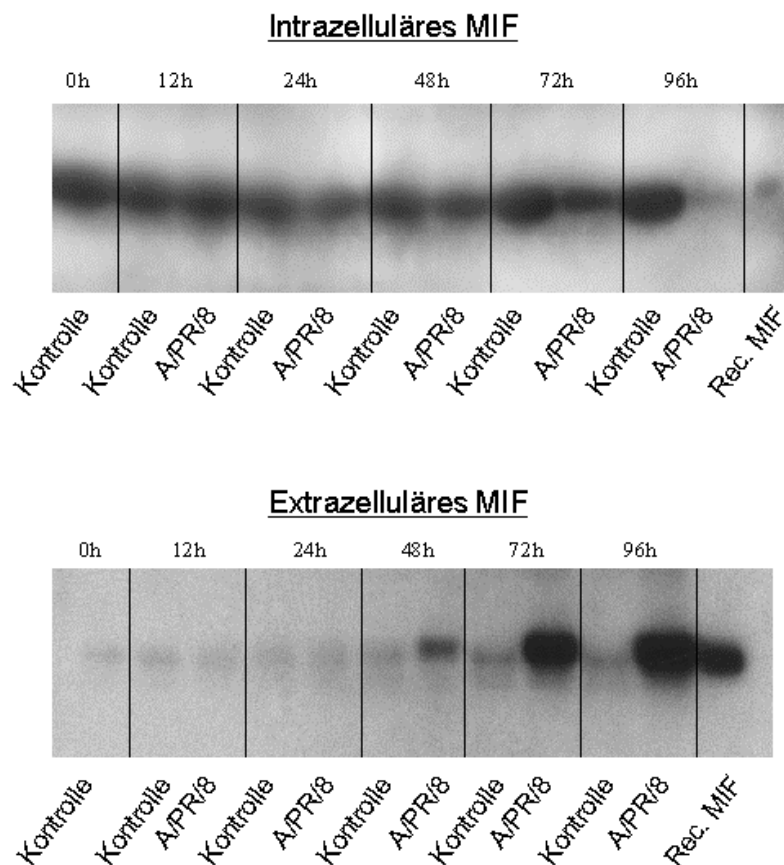 Intrazelluläres MIF
0h 12h 24h 48h 72h 96h
Kontrolle Kontrolle A/PR/8 Kontrolle A/PR/8 Kontrolle A/PR/8 Kontrolle A/PR/8 Kontrolle A/PR/8 Rec. MIF
Extrazelluläres MIF
0h 12h 24h 48h 72h 96h
Kontrolle Kontrolle A/PR/8 Kontrolle A/PR/8 Kontrolle A/PR/8 Kontrolle A/PR/8 Kontrolle A/PR/8 Rec. MIF